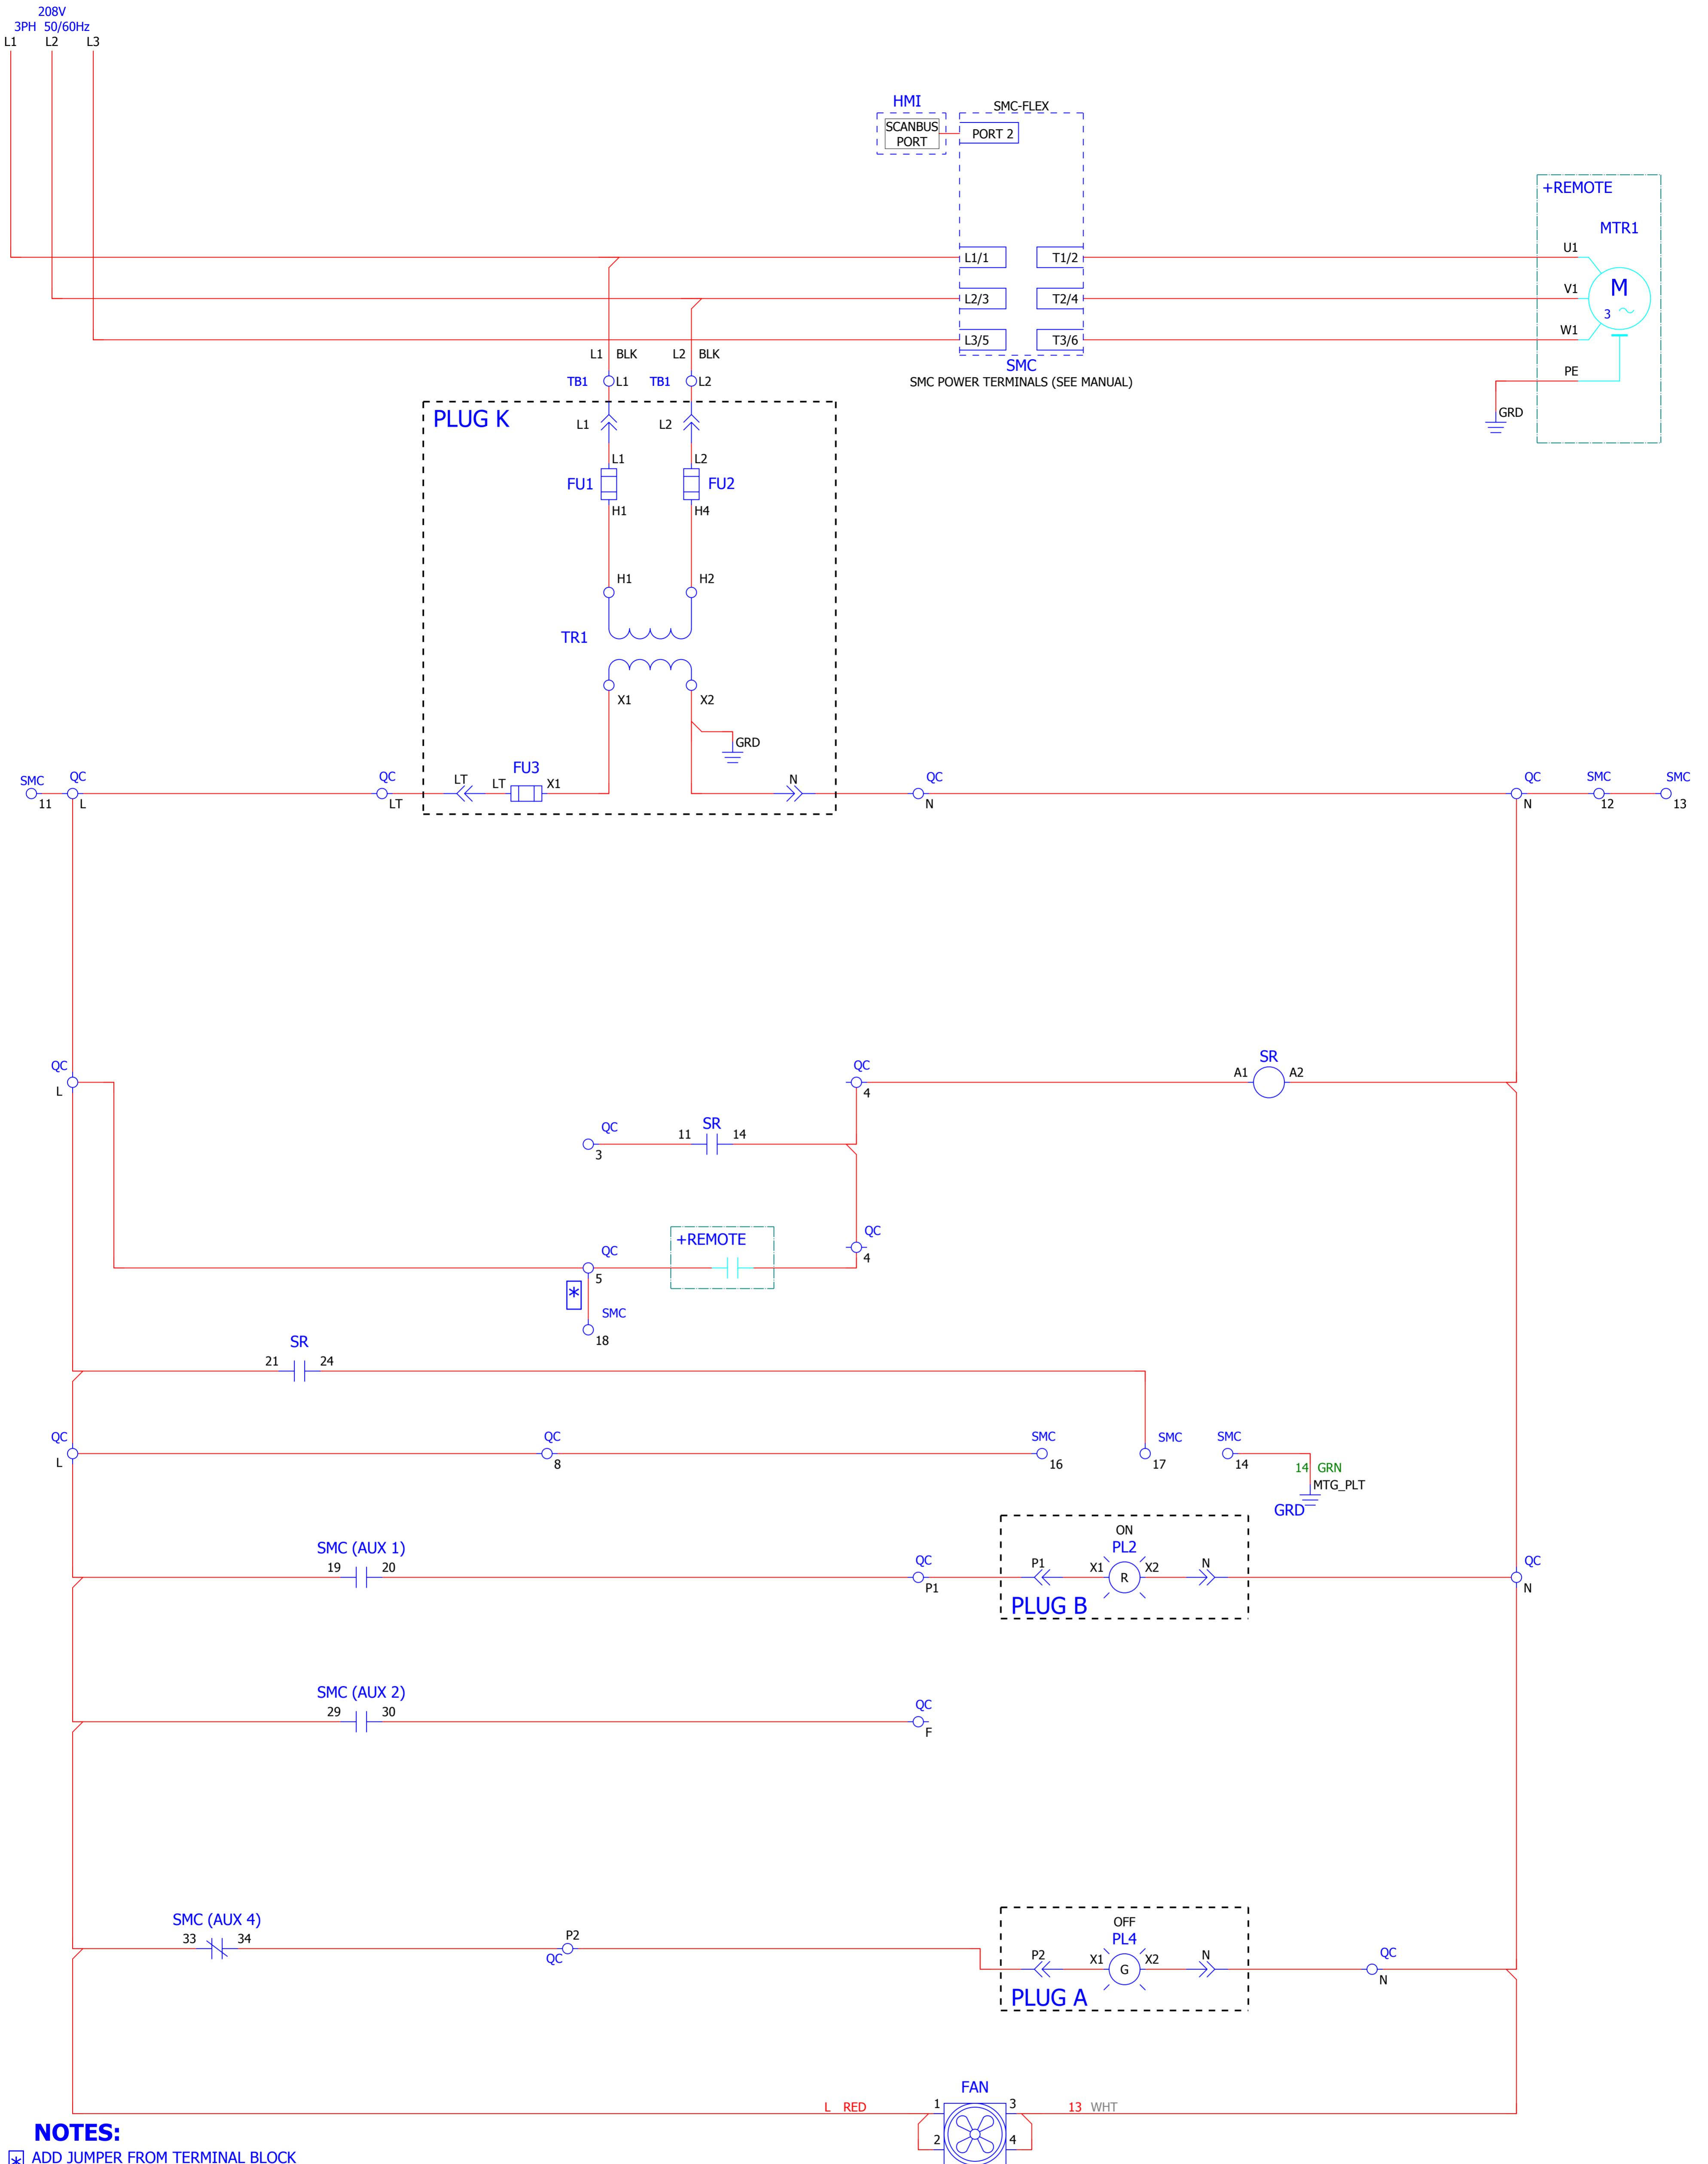 208V
3PH 50/60Hz
L1 L2 L3
HMI
SCANBUS
PORT
SMC-FLEX
PORT 2
+REMOTE
MTR1
L1/1 T1/2 U1
L2/3 T2/4 V1
M
3
L3/5 T3/6 W1
SMC
SMC POWER TERMINALS (SEE MANUAL)
PE
GRD
L1 BLK L2 BLK
TB1 L1 TB1 L2
PLUG K
L1 L2
L1 L2
FU1 FU2
H1 H4
H1 H2
TR1
X1 X2
GRD
SMC QC QC LT LT FU3 X1 N QC QC SMC SMC
11 L LT N N 12 13
QC QC SR
L 4 A1 A2
QC 11 SR 14
3
QC
4
+REMOTE
QC
5
*
SMC
18
SR
21 24
QC QC SMC SMC SMC
L 8 16 17 14
14 GRN
MTG_PLT
GRD
SMC (AUX 1)
19 20
QC
P1
ON
PL2
P1 X1 R X2 N
PLUG B
QC
N
SMC (AUX 2)
29 30
QC
F
SMC (AUX 4)
33 34
P2
QC
OFF
PL4
P2 X1 G X2 N
PLUG A
QC
N
FAN
L RED 1 3 13 WHT
2 4
NOTES:
* ADD JUMPER FROM TERMINAL BLOCK